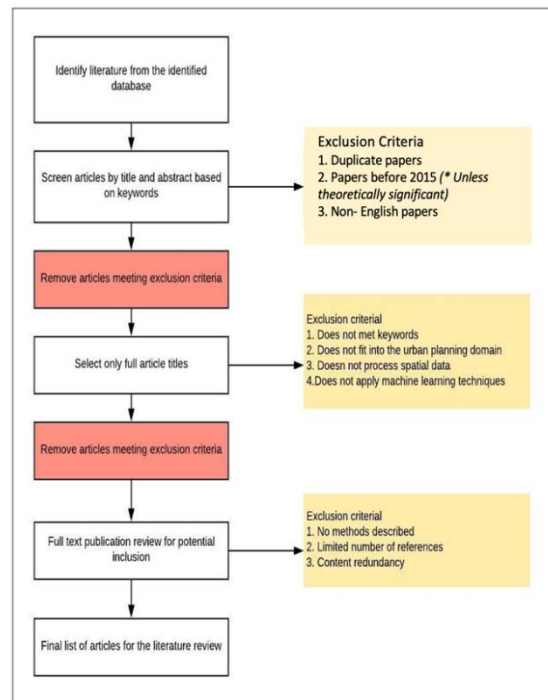 Identify literature from the identified
database
Screen articles by title and abstract based
on keywords
Exclusion Criteria
1. Duplicate papers
2. Papers before 2015 (* Unless
theoretically significant)
3. Non- English papers
Remove articles meeting exclusion criteria
Select only full article titles
Exclusion criterial
1. Does not met keywords
2. Does not fit into the urban planning domain
3. Doesn not process spatial data
4.Does not apply machine learning techniques
Remove articles meeting exclusion criteria
Full text publication review for potential
inclusion
Exclusion criterial
1. No methods described
2. Limited number of references
3. Content redundancy
Final list of articles for the literature review